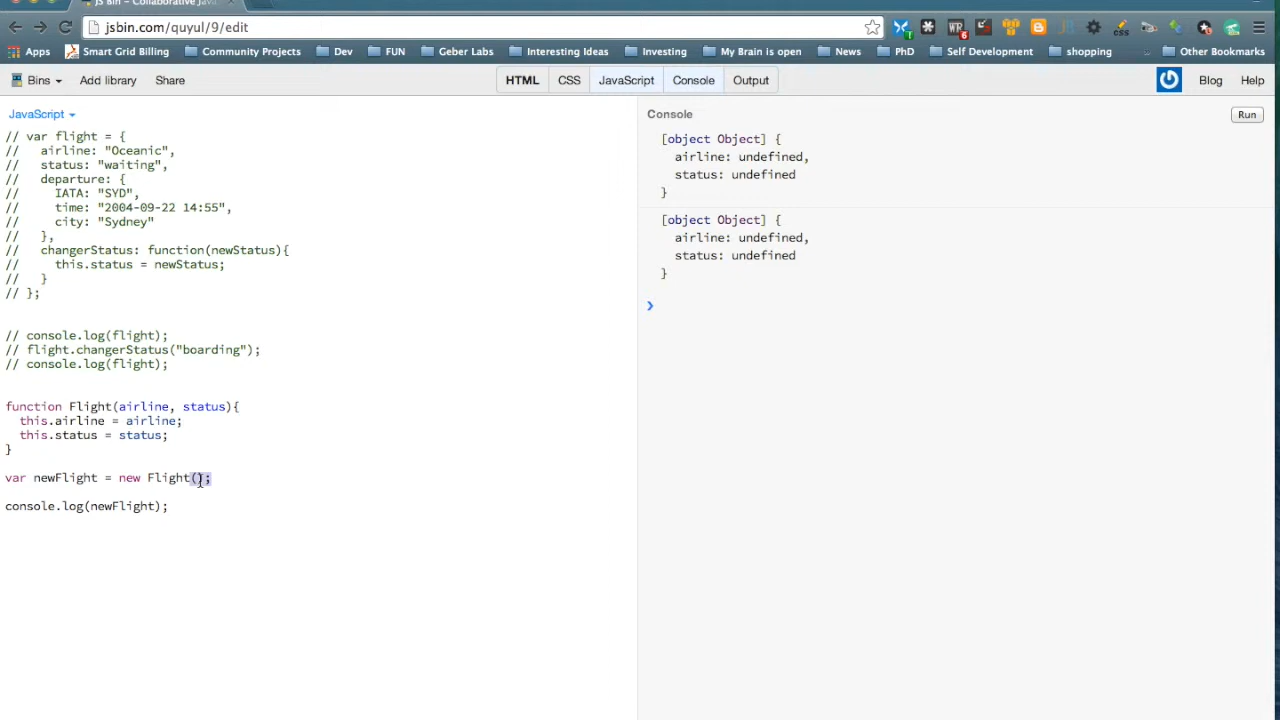 JS Bin - Collaborative Java
jsbin.com/quyul/9/edit
Apps Smart Grid Billing Community Projects Dev FUN Geber Labs Interesting Ideas Investing My Brain is open News PhD Self Development shopping Other Bookmarks
Bins Add library Share HTML CSS JavaScript Console Output Blog Help
JavaScript
// var flight = {
//   airline: "Oceanic",
//   status: "waiting",
//   departure: {
//     IATA: "SYD",
//     time: "2004-09-22 14:55",
//     city: "Sydney"
//   },
//   changerStatus: function(newStatus){
//     this.status = newStatus;
//   }
// };
// console.log(flight);
// flight.changerStatus("boarding");
// console.log(flight);
function Flight(airline, status){
  this.airline = airline;
  this.status = status;
}
var newFlight = new Flight();
console.log(newFlight);
Console Run
[object Object] {
  airline: undefined,
  status: undefined
}
[object Object] {
  airline: undefined,
  status: undefined
}